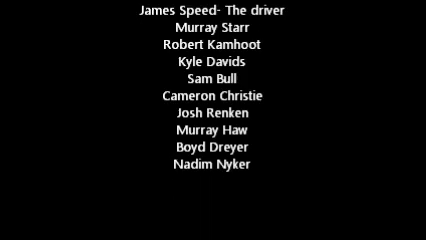 James Speed- The driver
Murray Starr
Robert Kamhoot
Kyle Davids
Sam Bull
Cameron Christie
Josh Renken
Murray Haw
Boyd Dreyer
Nadim Nyker